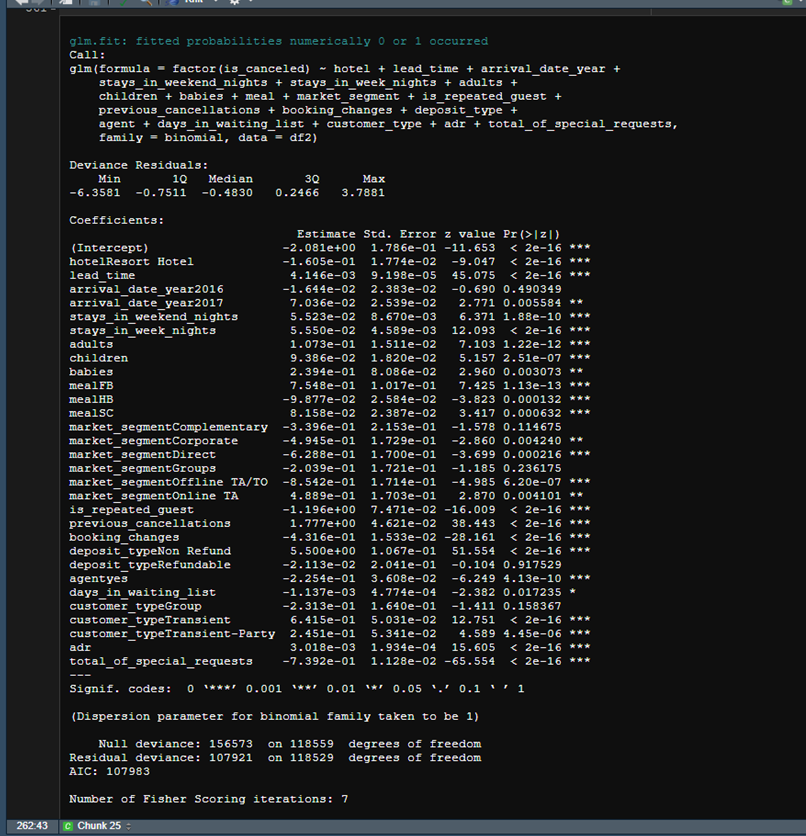 glm.fit: fitted probabilities numerically 0 or 1 occurred
Call:
glm(formula = factor(is_canceled) ~ hotel + lead_time + arrival_date_year +
    stays_in_weekend_nights + stays_in_week_nights + adults +
    children + babies + meal + market_segment + is_repeated_guest +
    previous_cancellations + booking_changes + deposit_type +
    agent + days_in_waiting_list + customer_type + adr + total_of_special_requests,
    family = binomial, data = df2)
Deviance Residuals:
    Min      1Q  Median      3Q     Max
-6.3581 -0.7511 -0.4830  0.2466  3.7881
Coefficients:
Estimate Std. Error z value Pr(>|z|)
(Intercept) -2.081e+00 1.786e-01 -11.653 < 2e-16 ***
hotelResort Hotel -1.605e-01 1.774e-02 -9.047 < 2e-16 ***
lead_time 4.146e-03 9.198e-05 45.075 < 2e-16 ***
arrival_date_year2016 -1.644e-02 2.383e-02 -0.690 0.490349
arrival_date_year2017 7.036e-02 2.539e-02 2.771 0.005584 **
stays_in_weekend_nights 5.523e-02 8.670e-03 6.371 1.88e-10 ***
stays_in_week_nights 5.550e-02 4.589e-03 12.093 < 2e-16 ***
adults 1.073e-01 1.511e-02 7.103 1.22e-12 ***
children 9.386e-02 1.820e-02 5.157 2.51e-07 ***
babies 2.394e-01 8.086e-02 2.960 0.003073 **
mealFB 7.548e-01 1.017e-01 7.425 1.13e-13 ***
mealHB -9.877e-02 2.584e-02 -3.823 0.000132 ***
mealSC 8.158e-02 2.387e-02 3.417 0.000632 ***
market_segmentComplementary -3.396e-01 2.153e-01 -1.578 0.114675
market_segmentCorporate -4.945e-01 1.729e-01 -2.860 0.004240 **
market_segmentDirect -6.288e-01 1.700e-01 -3.699 0.000216 ***
market_segmentGroups -2.039e-01 1.721e-01 -1.185 0.236175
market_segmentOffline TA/TO -8.542e-01 1.714e-01 -4.985 6.20e-07 ***
market_segmentOnline TA 4.889e-01 1.703e-01 2.870 0.004101 **
is_repeated_guest -1.196e+00 7.471e-02 -16.009 < 2e-16 ***
previous_cancellations 1.777e+00 4.621e-02 38.443 < 2e-16 ***
booking_changes -4.316e-01 1.533e-02 -28.161 < 2e-16 ***
deposit_typeNon Refund 5.500e+00 1.067e-01 51.554 < 2e-16 ***
deposit_typeRefundable -2.113e-02 2.041e-01 -0.104 0.917529
agentyes -2.254e-01 3.608e-02 -6.249 4.13e-10 ***
days_in_waiting_list -1.137e-03 4.774e-04 -2.382 0.017235 *
customer_typeGroup -2.313e-01 1.640e-01 -1.411 0.158367
customer_typeTransient 6.415e-01 5.031e-02 12.751 < 2e-16 ***
customer_typeTransient-Party 2.451e-01 5.341e-02 4.589 4.45e-06 ***
adr 3.018e-03 1.934e-04 15.605 < 2e-16 ***
total_of_special_requests -7.392e-01 1.128e-02 -65.554 < 2e-16 ***
---
Signif. codes:  0 ‘***’ 0.001 ‘**’ 0.01 ‘*’ 0.05 ‘.’ 0.1 ‘ ’ 1
(Dispersion parameter for binomial family taken to be 1)
    Null deviance: 156573  on 118559  degrees of freedom
Residual deviance: 107921  on 118529  degrees of freedom
AIC: 107983
Number of Fisher Scoring iterations: 7
262:43 C Chunk 25